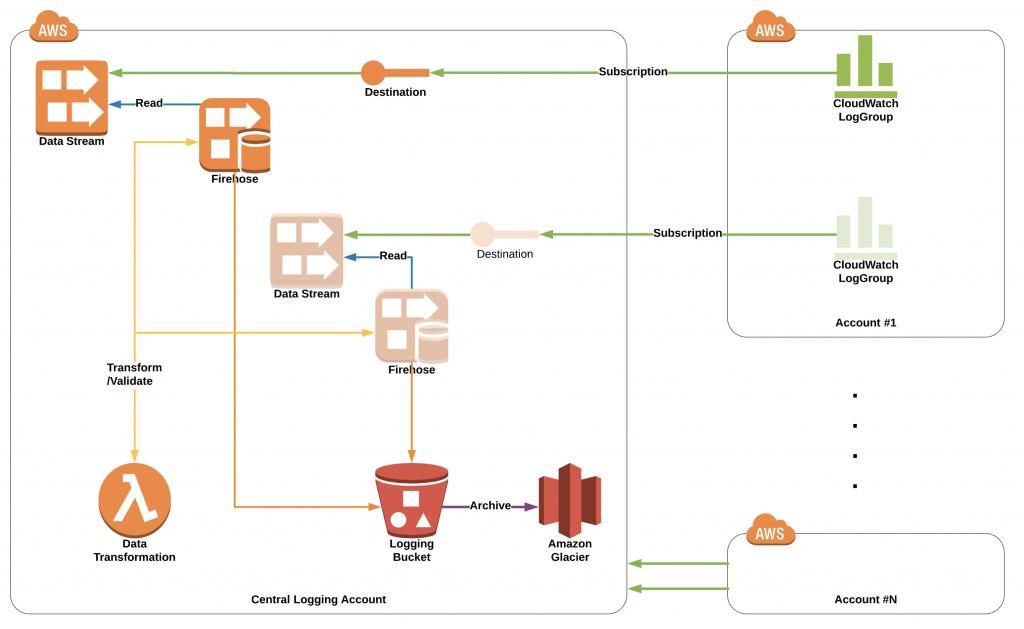 AWS
AWS
Subscription
Destination
Read
Data Stream
Firehose
CloudWatch
LogGroup
Subscription
Destination
Read
Data Stream
Firehose
CloudWatch
LogGroup
Account #1
Transform
/Validate
Data
Transformation
Logging
Bucket
Archive
Amazon
Glacier
Central Logging Account
AWS
Account #N